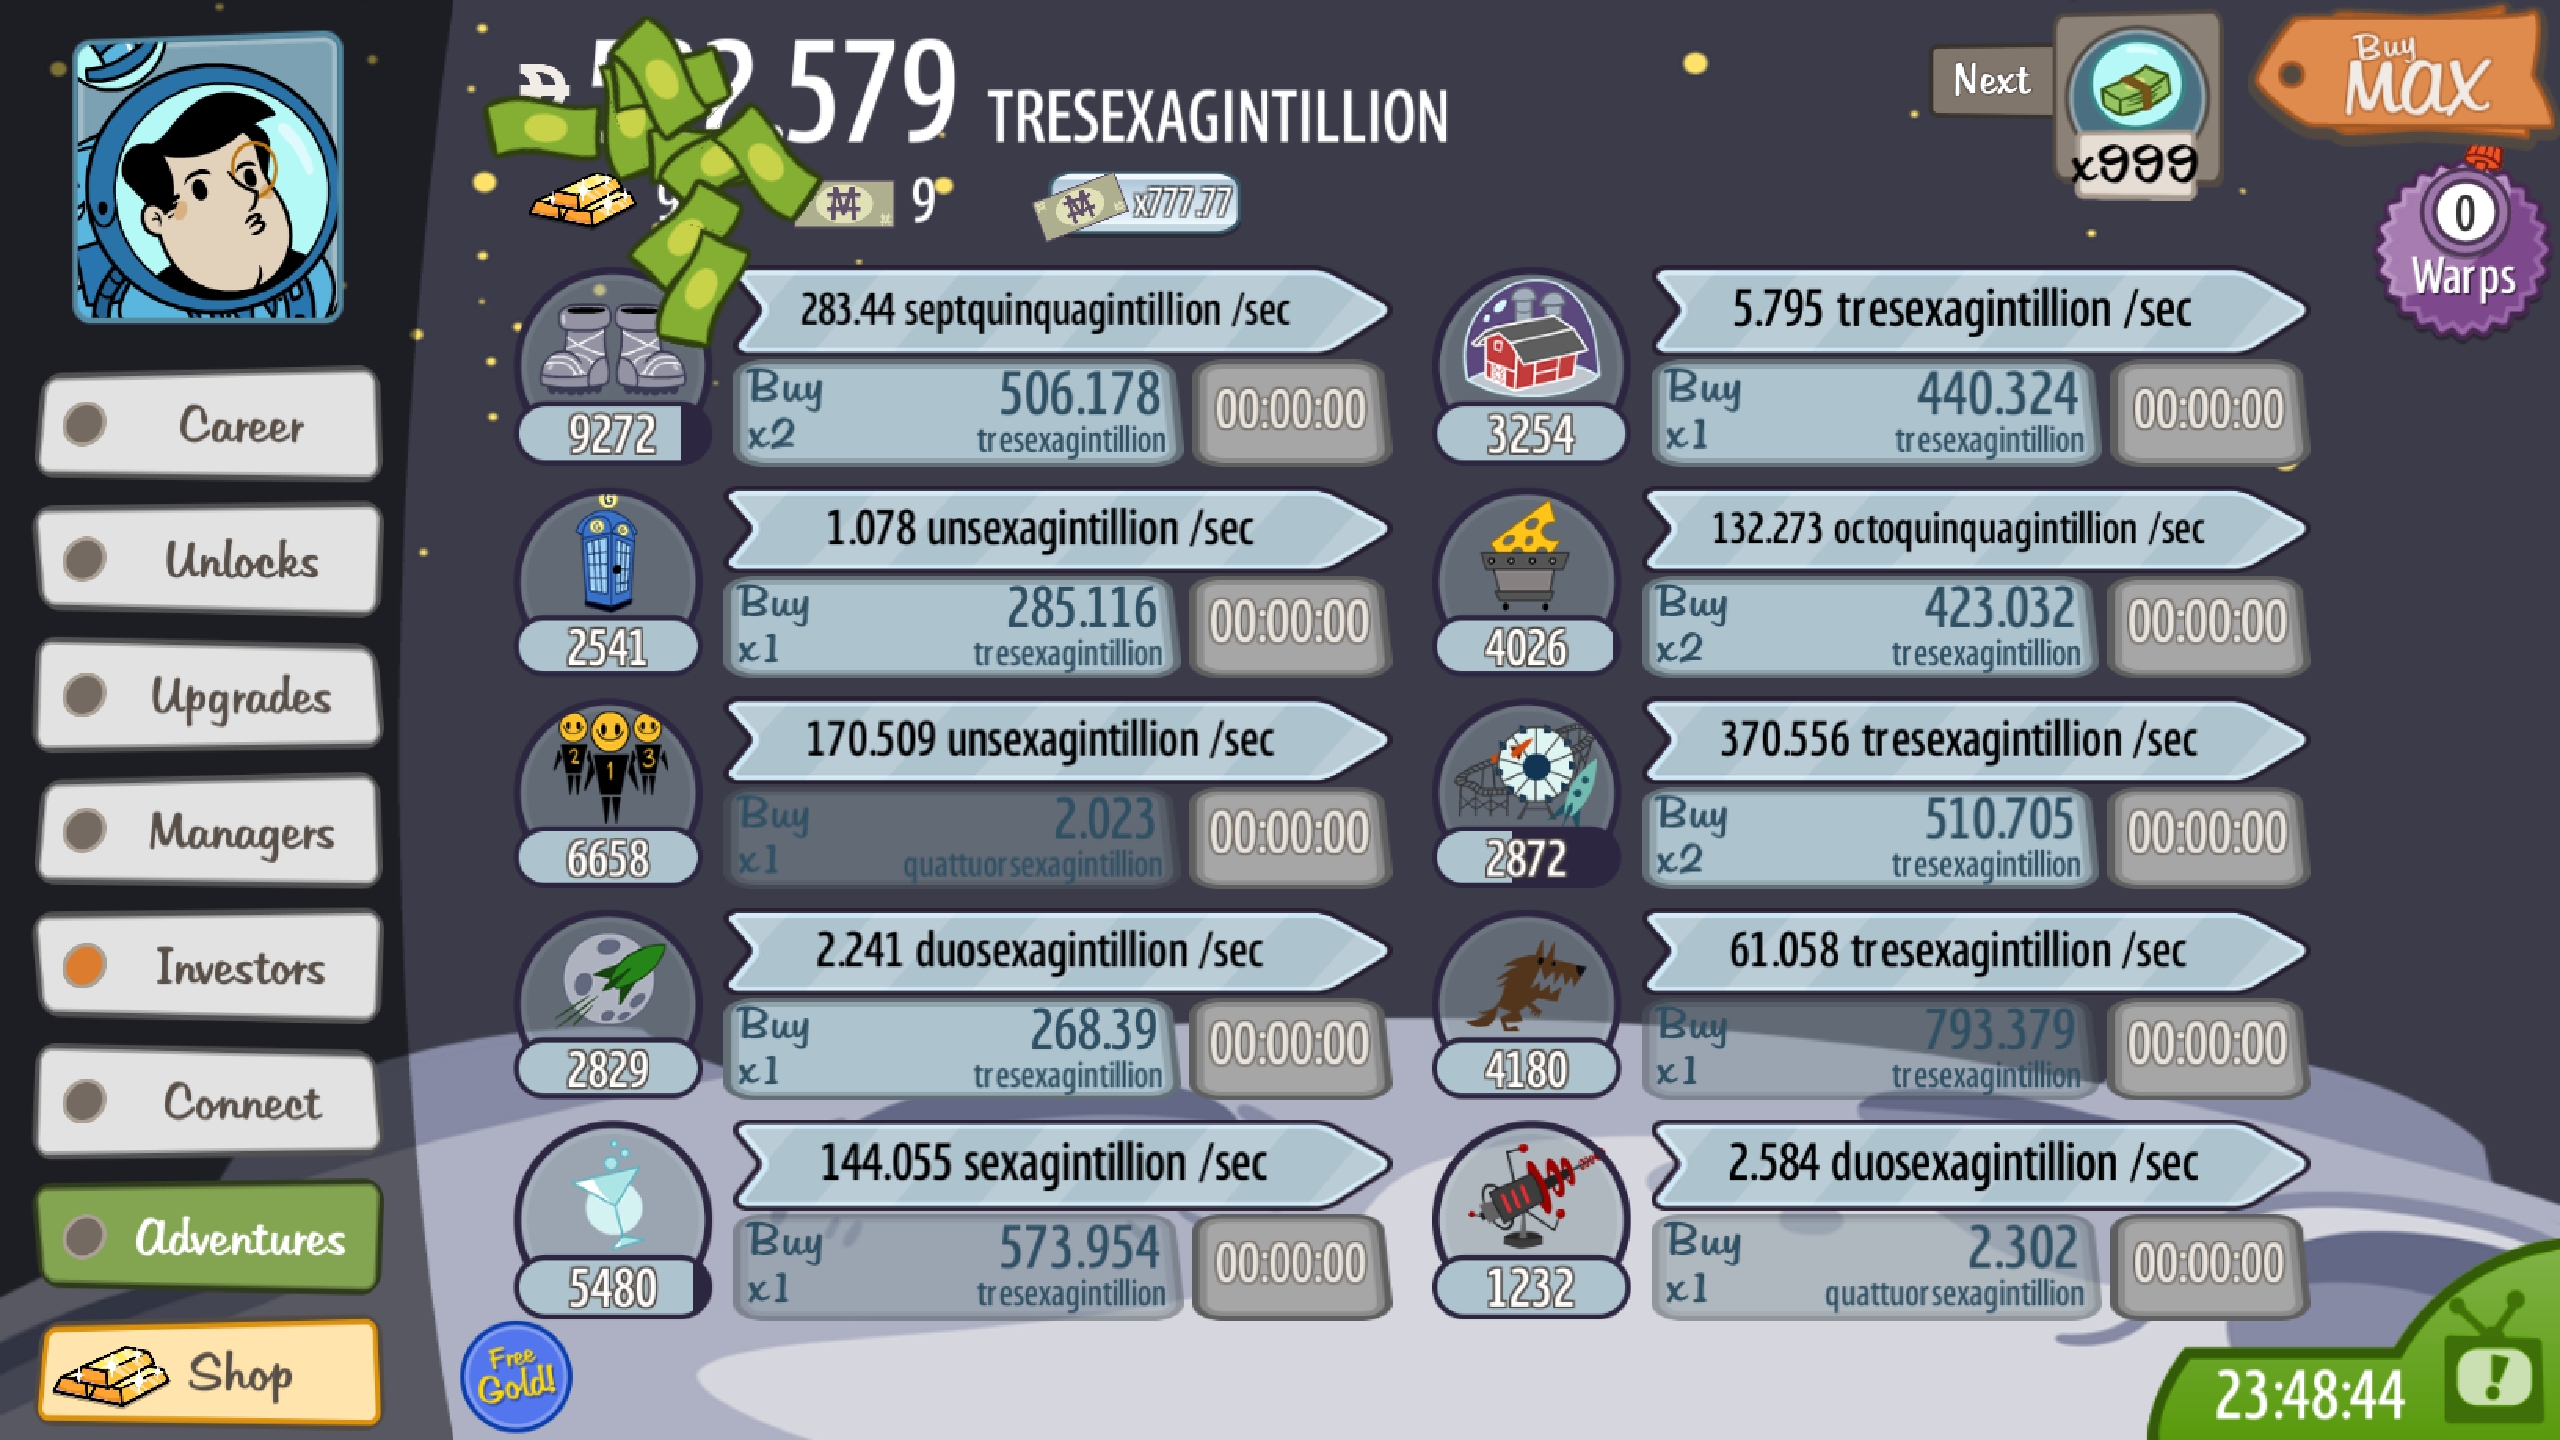 .579 TRESEXAGINTILLION
Next
x999
Buy
MAX
9
x777.77
0
Warps
Career
Unlocks
Upgrades
Managers
Investors
Connect
Adventures
Shop
283.44 septquinquagintillion /sec
Buy
x2
506.178
tresexagintillion
00:00:00
9272
5.795 tresexagintillion /sec
Buy
x1
440.324
tresexagintillion
00:00:00
3254
1.078 unsexagintillion /sec
Buy
x1
285.116
tresexagintillion
00:00:00
2541
132.273 octoquinquagintillion /sec
Buy
x2
423.032
tresexagintillion
00:00:00
4026
2 1 3
170.509 unsexagintillion /sec
Buy
x1
2.023
quattuorsexagintillion
00:00:00
6658
370.556 tresexagintillion /sec
Buy
x2
510.705
tresexagintillion
00:00:00
2872
2.241 duosexagintillion /sec
Buy
x1
268.39
tresexagintillion
00:00:00
2829
61.058 tresexagintillion /sec
Buy
x1
793.379
tresexagintillion
00:00:00
4180
144.055 sexagintillion /sec
Buy
x1
573.954
tresexagintillion
00:00:00
5480
2.584 duosexagintillion /sec
Buy
x1
2.302
quattuorsexagintillion
00:00:00
1232
Free
Gold!
23:48:44
!